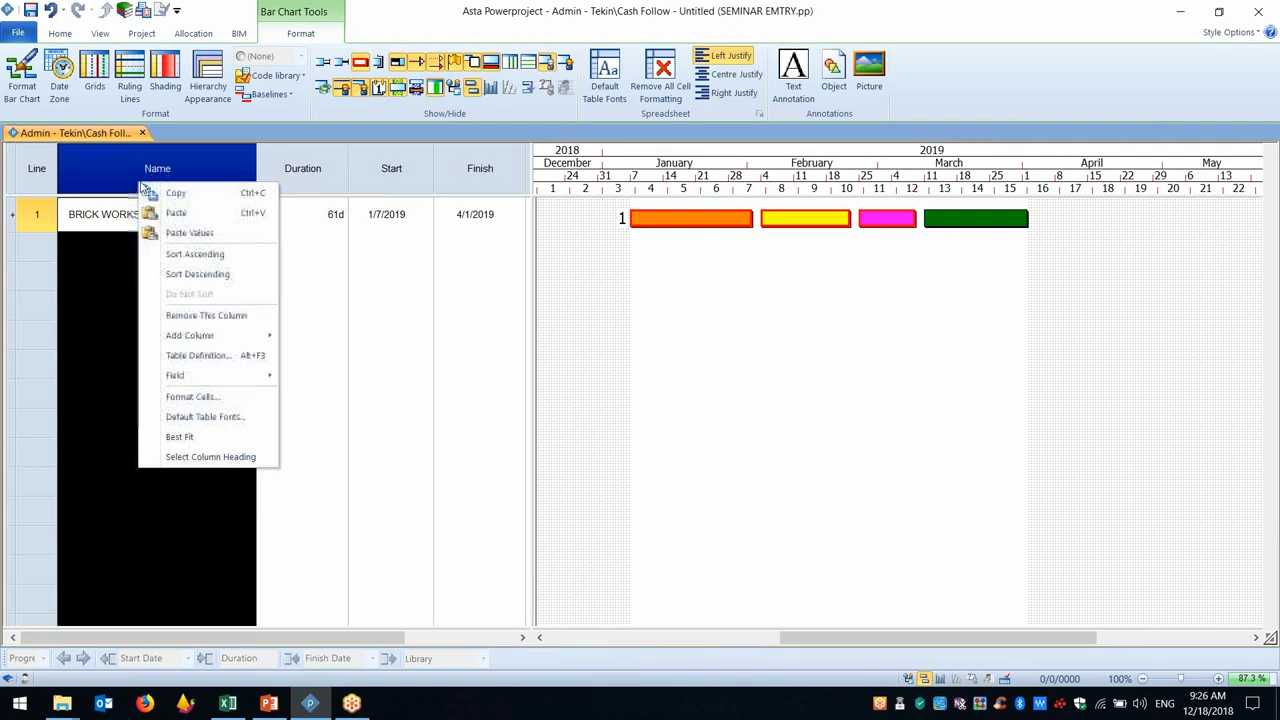 Bar Chart Tools
Asta Powerproject - Admin - Tekin\Cash Follow - Untitled (SEMINAR EMTRY.pp)
File
Home
View
Project
Allocation
BIM
Format
Style Options
Format Bar Chart
Date Zone
Grids
Ruling Lines
Shading
Hierarchy Appearance
(None)
Code library
Baselines
Default Table Fonts
Remove All Cell Formatting
Left Justify
Centre Justify
Right Justify
Text Annotation
Object
Picture
Format
Show/Hide
Spreadsheet
Annotations
Admin - Tekin\Cash Foll...
Line
Name
Duration
Start
Finish
2018
2019
December
January
February
March
April
May
24 31 7 14 21 28 4 11 18 25 4 11 18 25 1 8 15 22 29 6 13
1 2 3 4 5 6 7 8 9 10 11 12 13 14 15 16 17 18 19 20 21 22
1
BRICK WORKS
61d
1/7/2019
4/1/2019
1
Copy Ctrl+C
Paste Ctrl+V
Paste Values
Sort Ascending
Sort Descending
Do Not Sort
Remove This Column
Add Column
Table Definition... Alt+F3
Field
Format Cells...
Default Table Fonts...
Best Fit
Select Column Heading
Progre
Start Date
Duration
Finish Date
Library
0/0/0000
100%
87.3 %
ENG
9:26 AM
12/18/2018